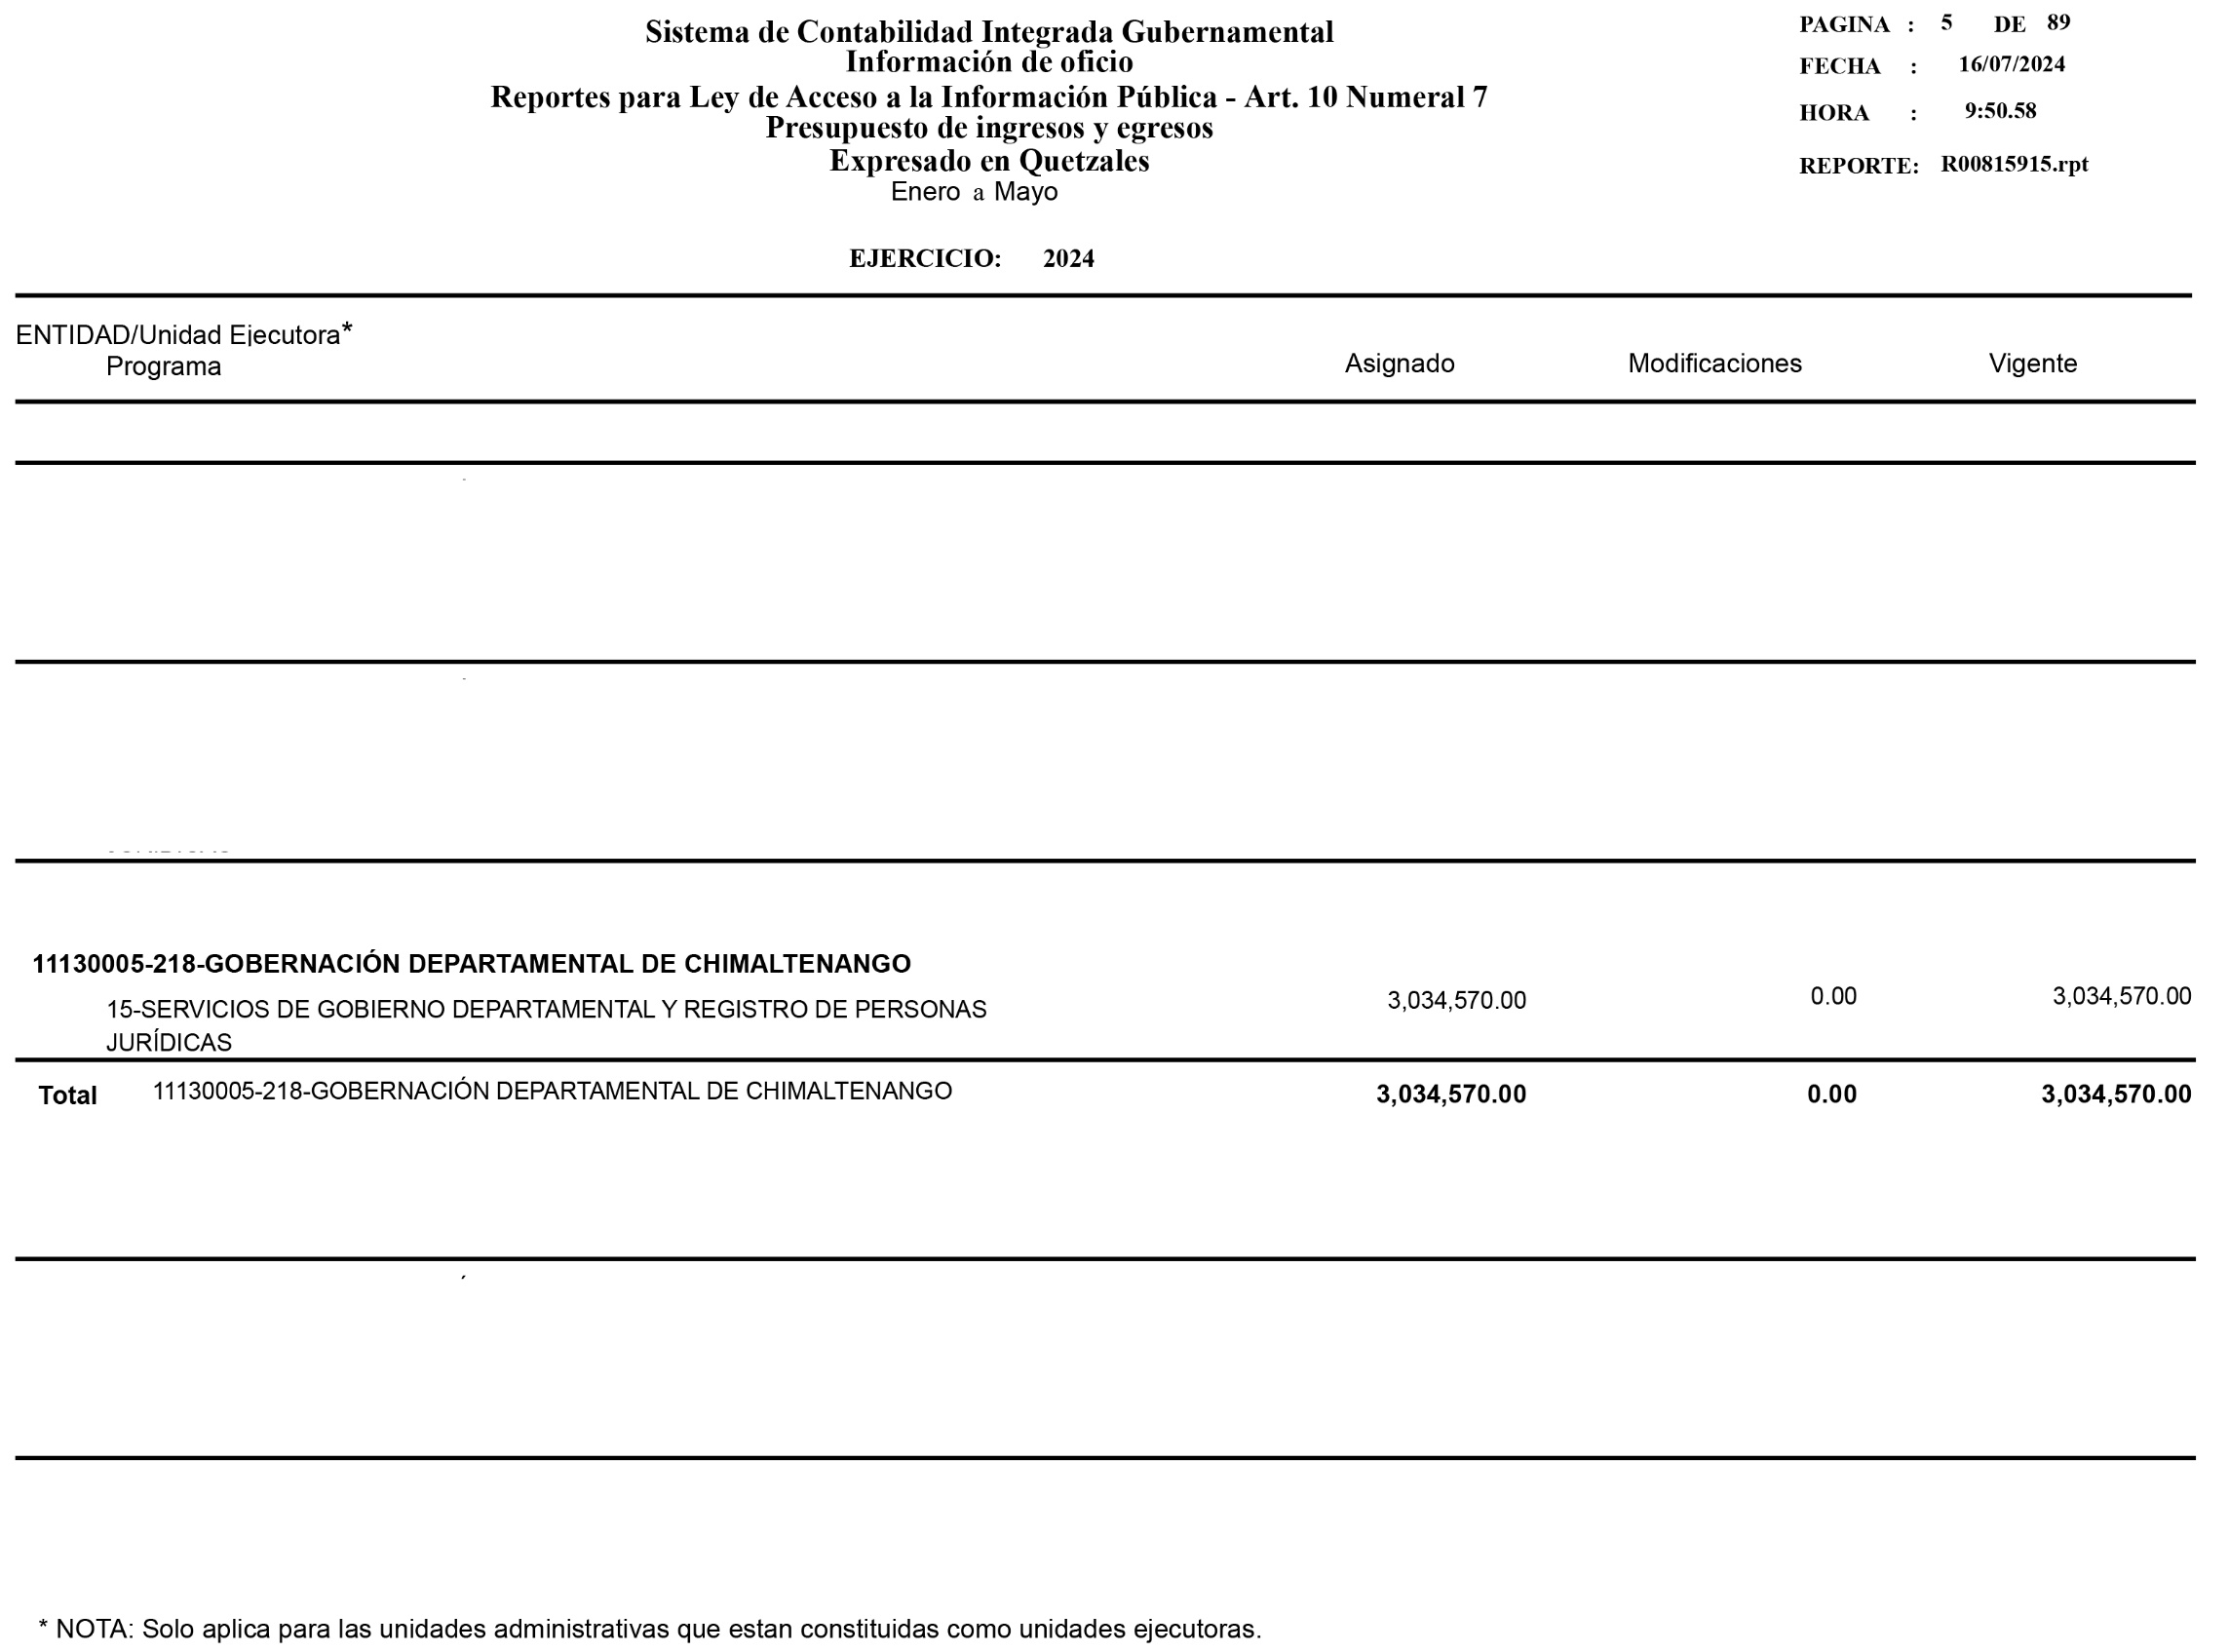 Sistema de Contabilidad Integrada Gubernamental
Información de oficio
Reportes para Ley de Acceso a la Información Pública - Art. 10 Numeral 7
Presupuesto de ingresos y egresos
Expresado en Quetzales
Enero a Mayo
EJERCICIO: 2024
PAGINA : 5 DE 89
FECHA : 16/07/2024
HORA : 9:50.58
REPORTE: R00815915.rpt
ENTIDAD/Unidad Ejecutora*
Programa Asignado Modificaciones Vigente
11130005-218-GOBERNACIÓN DEPARTAMENTAL DE CHIMALTENANGO
15-SERVICIOS DE GOBIERNO DEPARTAMENTAL Y REGISTRO DE PERSONAS 3,034,570.00 0.00 3,034,570.00
JURÍDICAS
Total 11130005-218-GOBERNACIÓN DEPARTAMENTAL DE CHIMALTENANGO 3,034,570.00 0.00 3,034,570.00
* NOTA: Solo aplica para las unidades administrativas que estan constituidas como unidades ejecutoras.